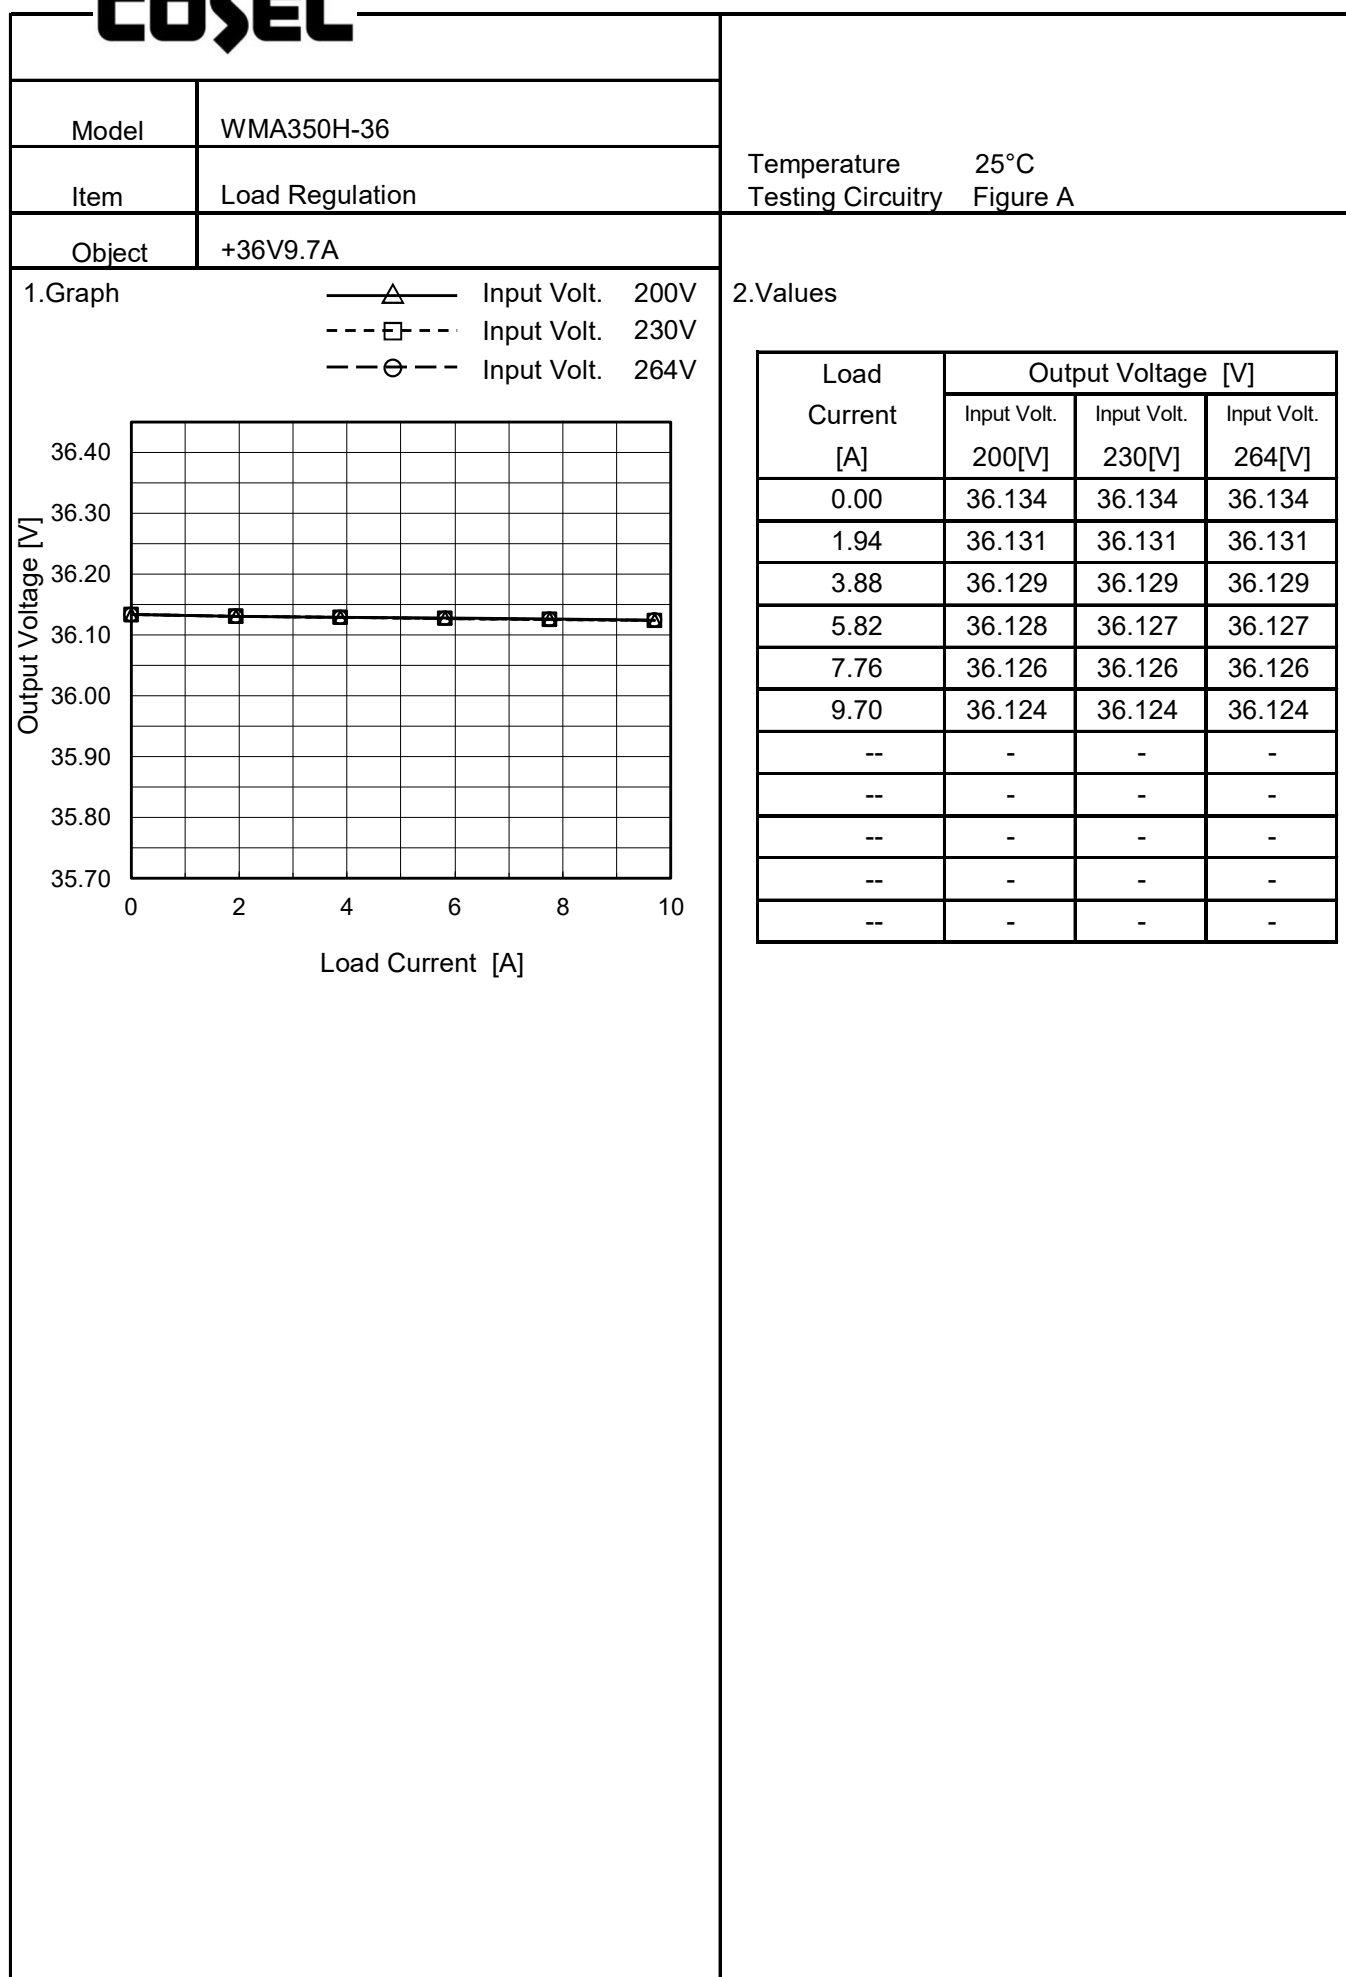 COSEL
Model WMA350H-36
Item Load Regulation
Object +36V9.7A
Temperature 25°C
Testing Circuitry Figure A
1.Graph
Input Volt. 200V
Input Volt. 230V
Input Volt. 264V
Output Voltage [V]
36.40
36.30
36.20
36.10
36.00
35.90
35.80
35.70
0 2 4 6 8 10
Load Current [A]
2.Values
Load Output Voltage [V]
Current Input Volt. Input Volt. Input Volt.
[A] 200[V] 230[V] 264[V]
0.00 36.134 36.134 36.134
1.94 36.131 36.131 36.131
3.88 36.129 36.129 36.129
5.82 36.128 36.127 36.127
7.76 36.126 36.126 36.126
9.70 36.124 36.124 36.124
-- - - -
-- - - -
-- - - -
-- - - -
-- - - -